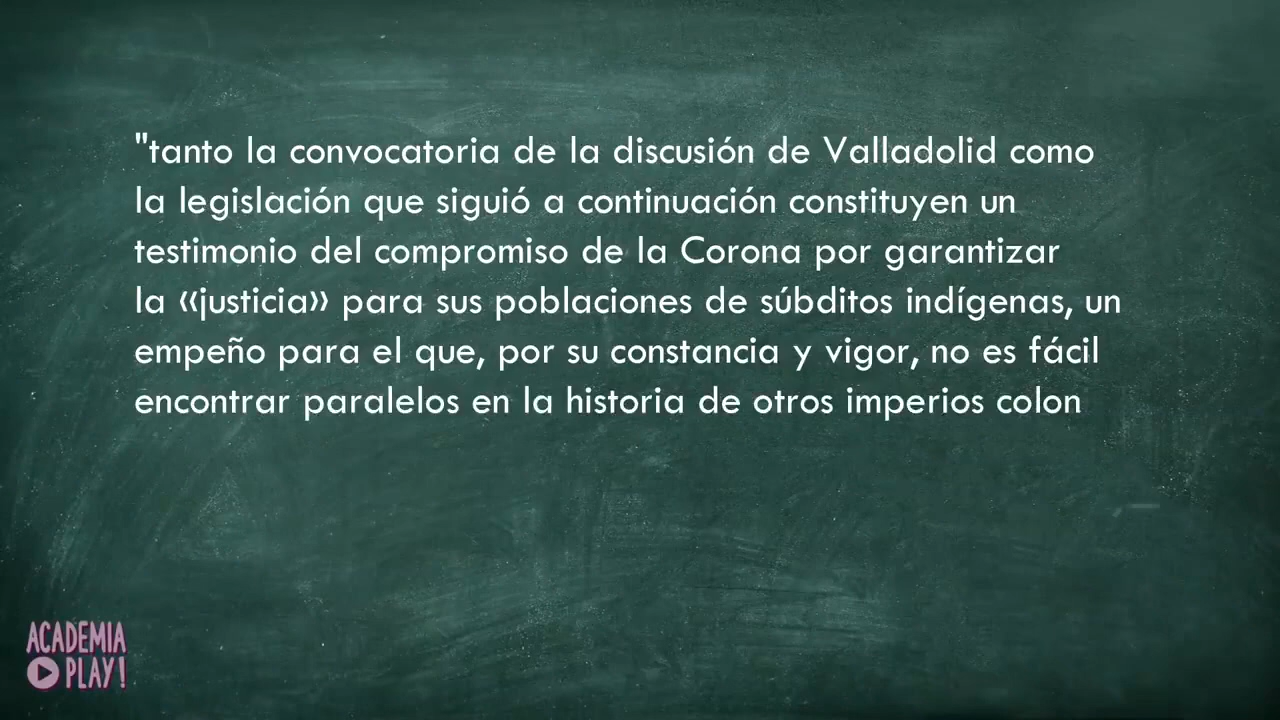 "tanto la convocatoria de la discusión de Valladolid como
la legislación que siguió a continuación constituyen un
testimonio del compromiso de la Corona por garantizar
la «justicia» para sus poblaciones de súbditos indígenas, un
empeño para el que, por su constancia y vigor, no es fácil
encontrar paralelos en la historia de otros imperios colon
ACADEMIA
PLAY!